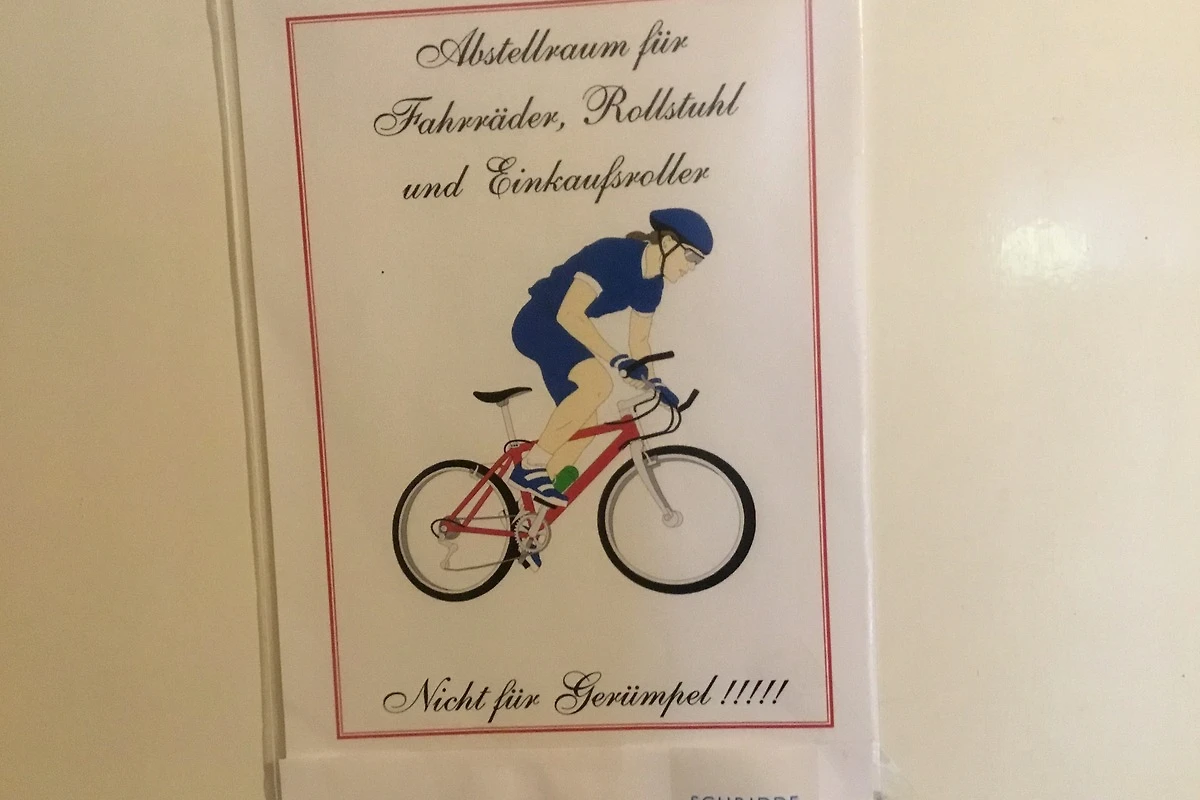 Abstellraum für
Fahrräder, Rollstuhl
und Einkaufsroller
Nicht für Gerümpel !!!!!